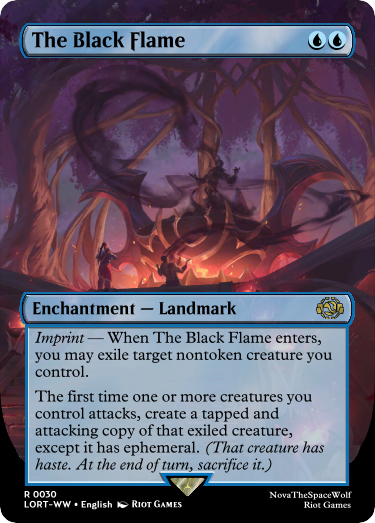 The Black Flame
Enchantment — Landmark
Imprint — When The Black Flame enters,
you may exile target nontoken creature you
control.
The first time one or more creatures you
control attacks, create a tapped and
attacking copy of that exiled creature,
except it has ephemeral. (That creature has
haste. At the end of turn, sacrifice it.)
R 0030
LORT-WW • English RIOT GAMES
NovaTheSpaceWolf
Riot Games